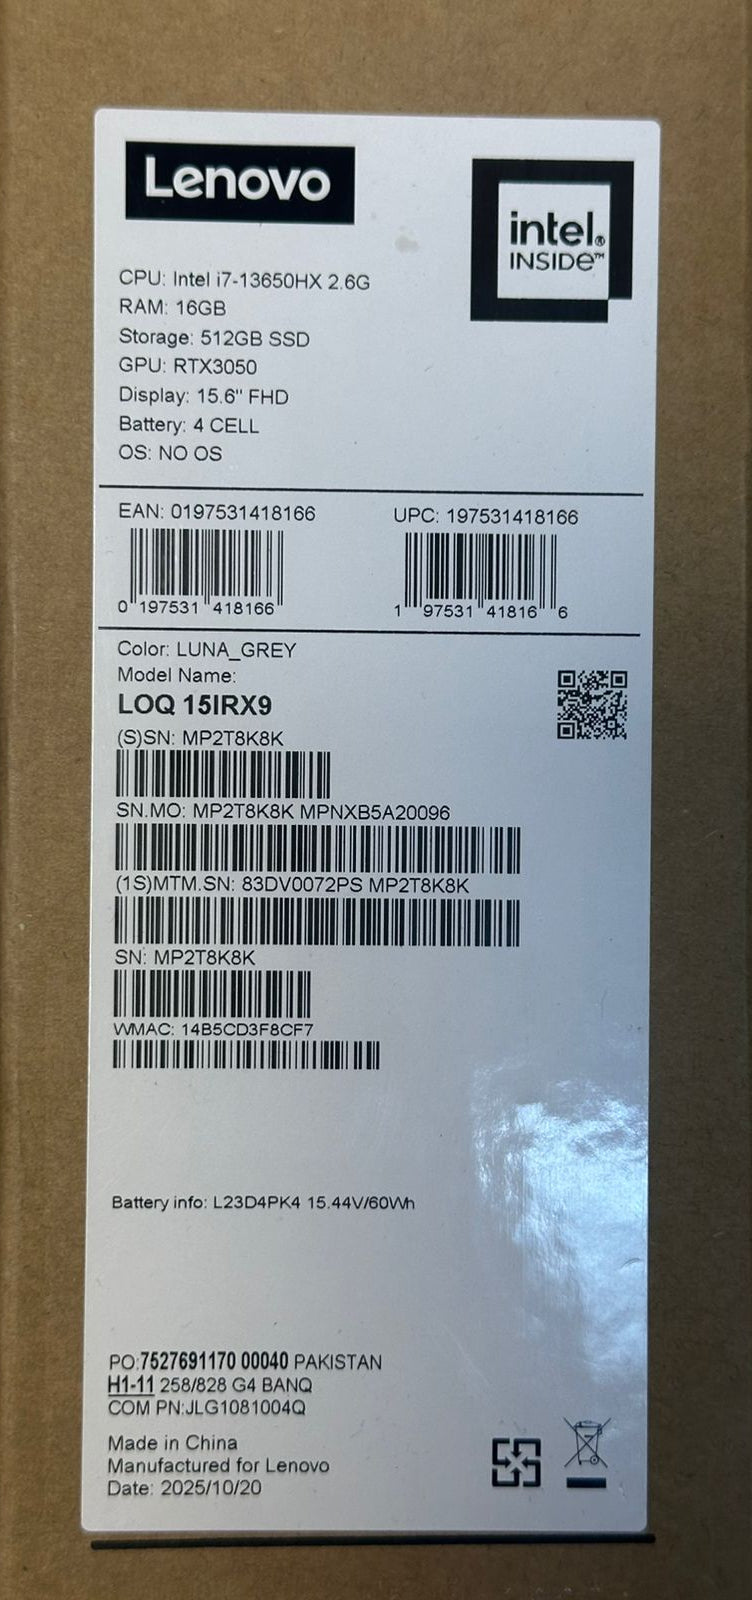 Lenovo
intel®
INSIDE™
CPU: Intel i7-13650HX 2.6G
RAM: 16GB
Storage: 512GB SSD
GPU: RTX3050
Display: 15.6" FHD
Battery: 4 CELL
OS: NO OS
EAN: 0197531418166
0 197531 418166
UPC: 197531418166
1 97531 41816 6
Color: LUNA_GREY
Model Name:
LOQ 15IRX9
(S)SN: MP2T8K8K
SN.MO: MP2T8K8K MPNXB5A20096
(1S)MTM.SN: 83DV0072PS MP2T8K8K
SN: MP2T8K8K
WMAC: 14B5CD3F8CF7
Battery info: L23D4PK4 15.44V/60Wh
PO:7527691170 00040 PAKISTAN
H1-11 258/828 G4 BANQ
COM PN:JLG1081004Q
Made in China
Manufactured for Lenovo
Date: 2025/10/20